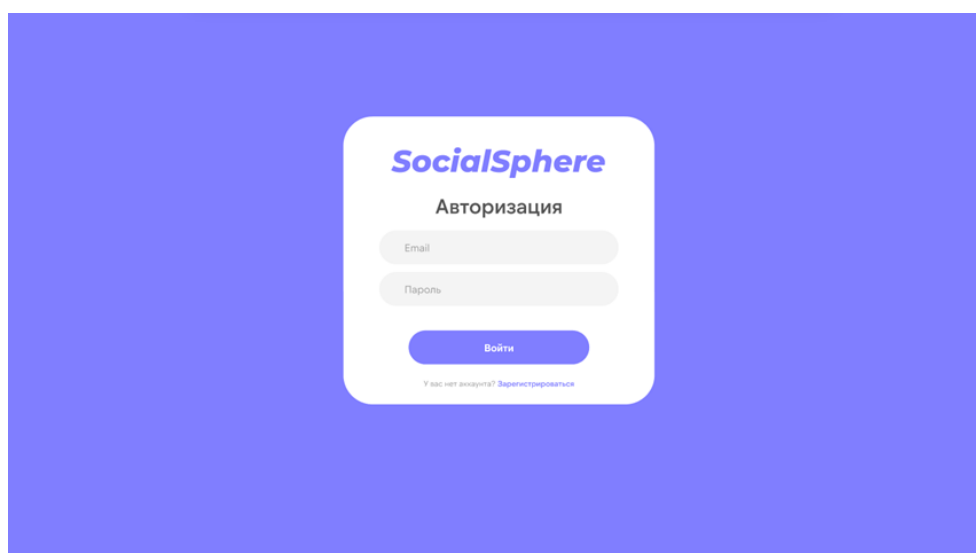 SocialSphere
Авторизация
Email
Пароль
Войти
У вас нет аккаунта? Зарегистрироваться